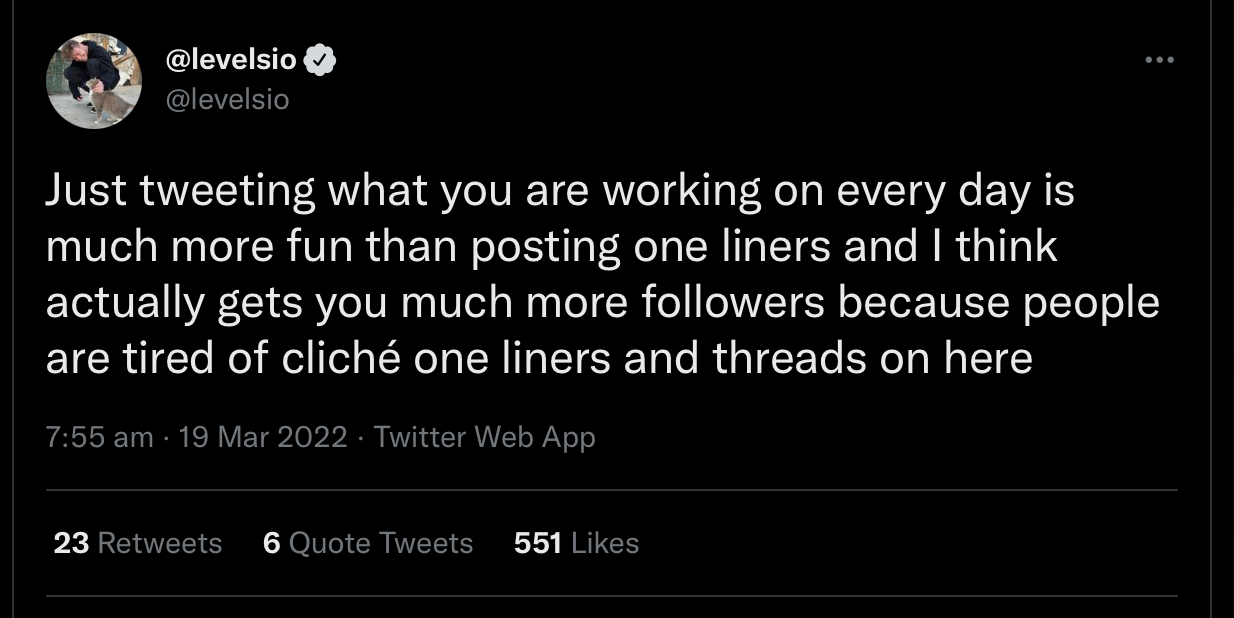 @levelsio
@levelsio
Just tweeting what you are working on every day is
much more fun than posting one liners and I think
actually gets you much more followers because people
are tired of cliché one liners and threads on here
7:55 am · 19 Mar 2022 · Twitter Web App
23 Retweets 6 Quote Tweets 551 Likes